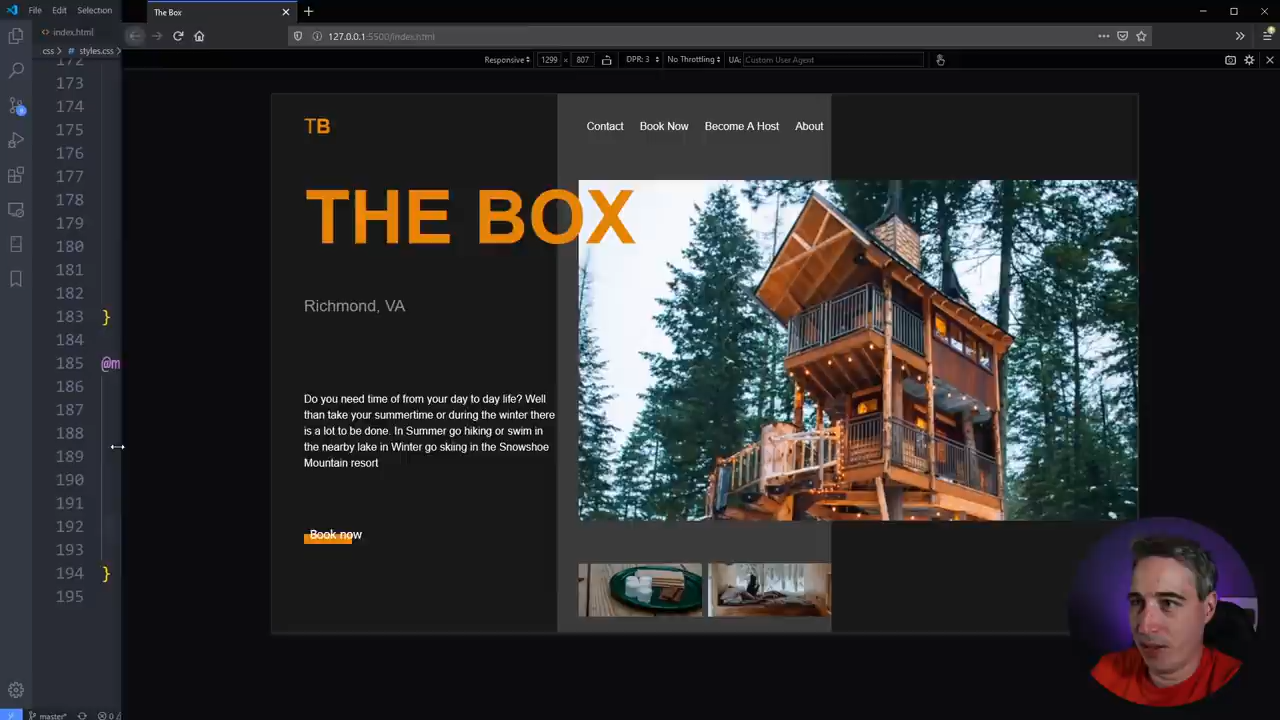 File Edit Selection
The Box
index.html
127.0.0.1:5500/index.html
css > # styles.css >
Responsive 1299 × 807 DPR: 3 No Throttling UA: Custom User Agent
172
173
174
175
176
177
178
179
180
181
182
183 }
184
185 @m
186
187
188
189
190
191
192
193
194 }
195
TB
Contact Book Now Become A Host About
THE BOX
Richmond, VA
Do you need time of from your day to day life? Well
than take your summertime or during the winter there
is a lot to be done. In Summer go hiking or swim in
the nearby lake in Winter go skiing in the Snowshoe
Mountain resort
Book now
master* 0